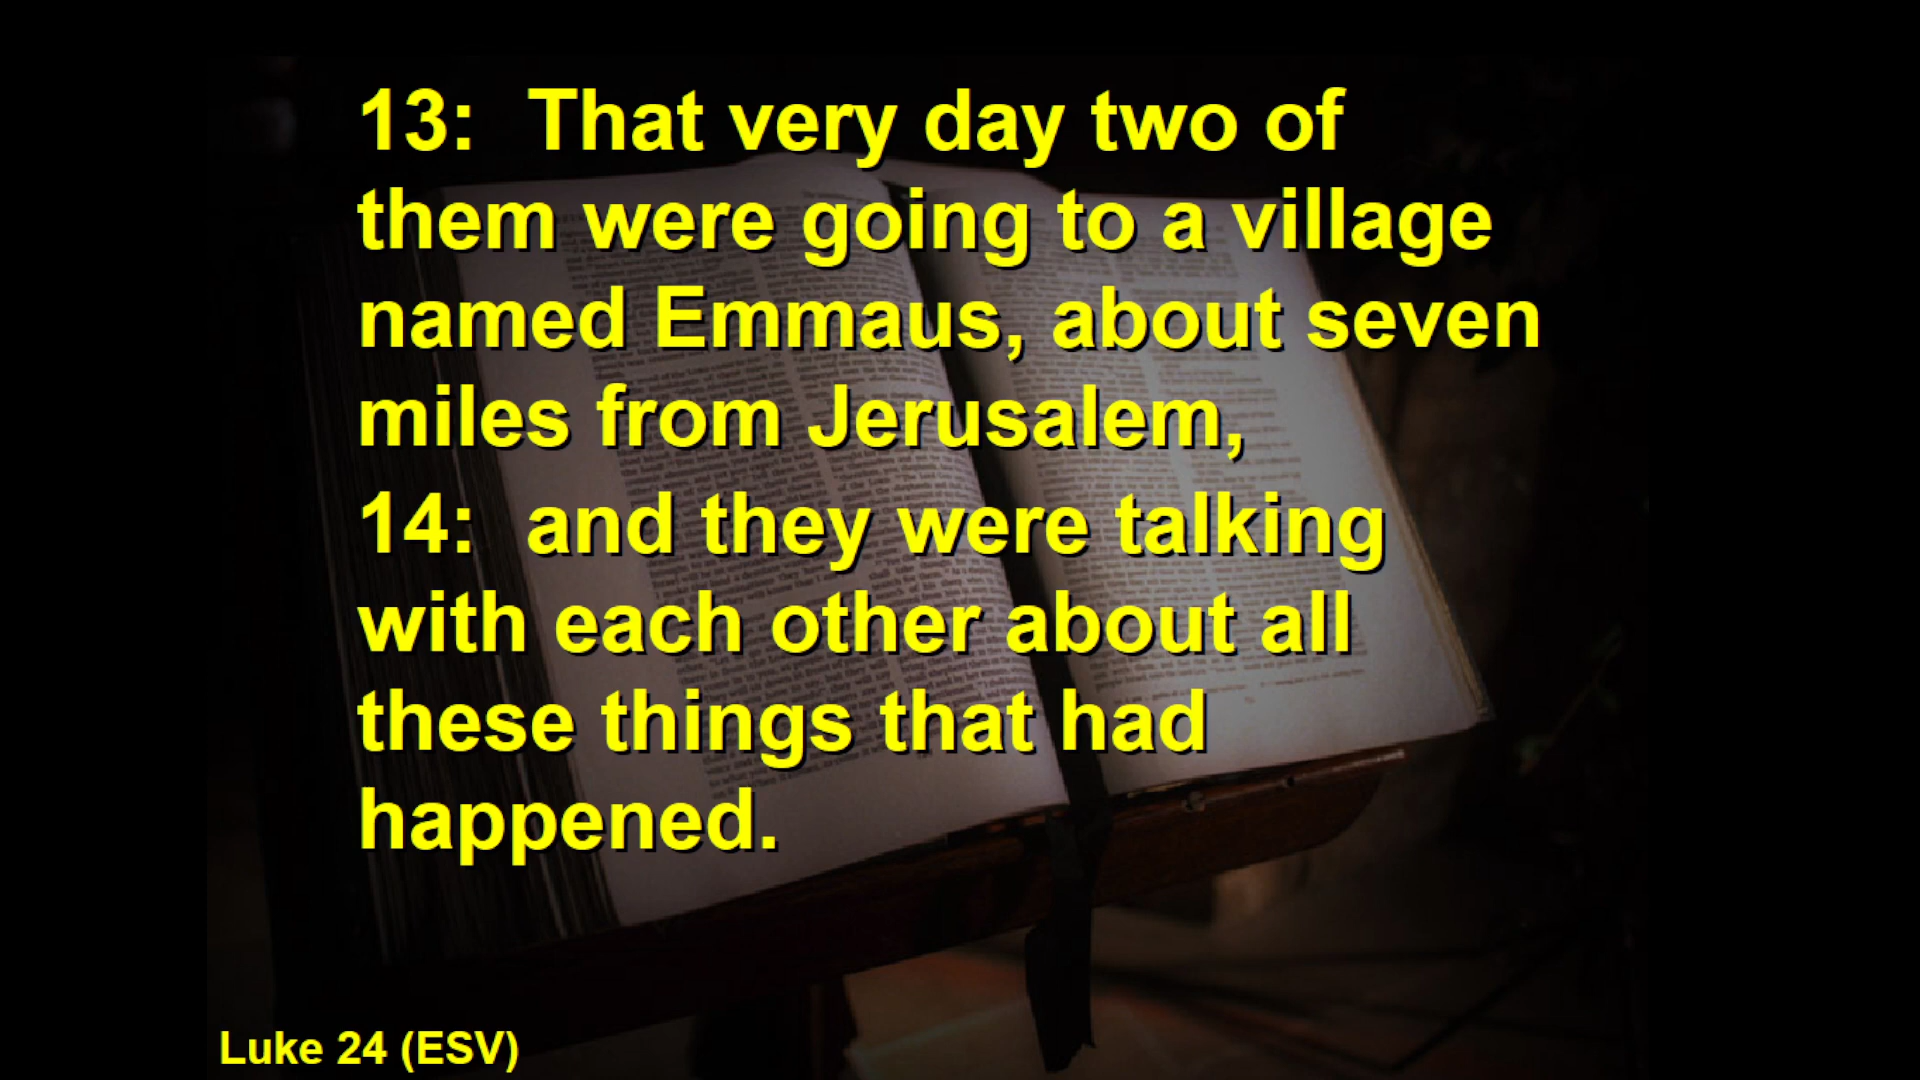 13: That very day two of
them were going to a village
named Emmaus, about seven
miles from Jerusalem,
14: and they were talking
with each other about all
these things that had
happened.
Luke 24 (ESV)